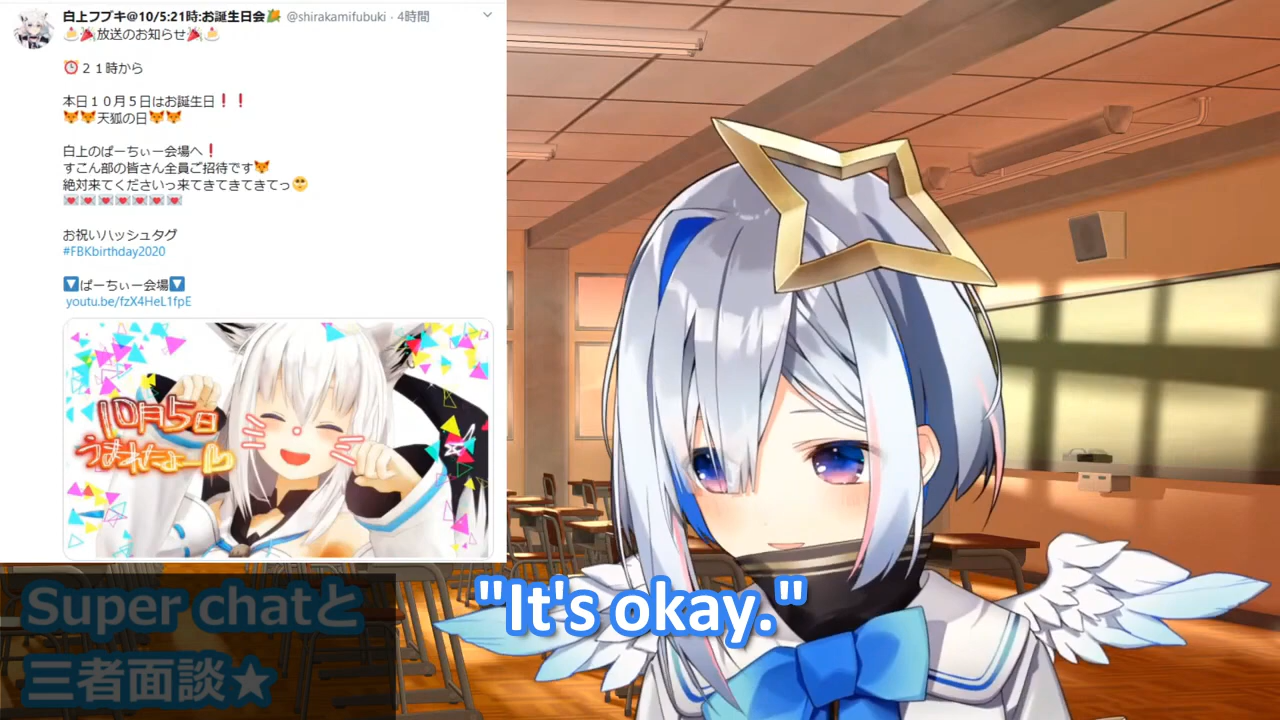 白上フブキ@10/5:21時:お誕生日会🌽 @shirakamifubuki · 4時間
🎂🎉放送のお知らせ🎉🎂
⏰２１時から
本日１０月５日はお誕生日❗❗
🦊🦊天狐の日🦊🦊
白上のぱーちぃー会場へ❗
すこん部の皆さん全員ご招待です🦊
絶対来てくださいっ来てきてきてきてっ🥺
💌💌💌💌💌💌💌
お祝いハッシュタグ
#FBKbirthday2020
🔽ぱーちぃー会場🔽
youtu.be/fzX4HeL1fpE
10月5日
うまれたよール
Super chatと
三者面談★
"It's okay."